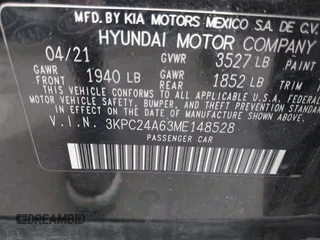 MFD.BY KIA MOTORS MEXICO S.A. DE C.V.
HYUNDAI MOTOR COMPANY
04/21 GVWR 3527 LB PAINT
GAWR FRONT 1940 LB GAWR REAR 1852 LB TRIM
THIS VEHICLE CONFORMS TO ALL APPLICABLE FEDERAL
MOTOR VEHICLE SAFETY, BUMPER, AND THEFT PREVENTION STANDARD
IN EFFECT ON THE DATE OF MANUFACTURE SHOWN ABOVE.
V.I.N. 3KPC24A63ME148528
PASSENGER CAR
DREAMBID